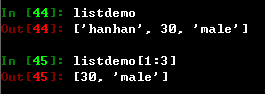 In [44]: listdemo
Out[44]: ['hanhan', 30, 'male']
In [45]: listdemo[1:3]
Out[45]: [30, 'male']